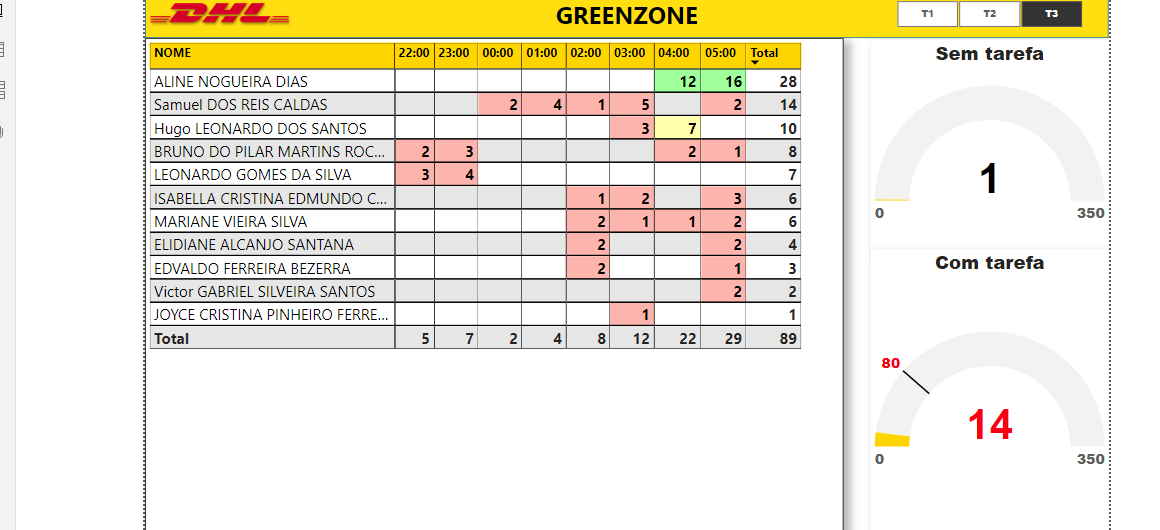 DHL GREENZONE T1 T2 T3
NOME 22:00 23:00 00:00 01:00 02:00 03:00 04:00 05:00 Total
ALINE NOGUEIRA DIAS 12 16 28
Samuel DOS REIS CALDAS 2 4 1 5 2 14
Hugo LEONARDO DOS SANTOS 3 7 10
BRUNO DO PILAR MARTINS ROC... 2 3 2 1 8
LEONARDO GOMES DA SILVA 3 4 7
ISABELLA CRISTINA EDMUNDO C... 1 2 3 6
MARIANE VIEIRA SILVA 2 1 1 2 6
ELIDIANE ALCANJO SANTANA 2 2 4
EDVALDO FERREIRA BEZERRA 2 1 3
Victor GABRIEL SILVEIRA SANTOS 2 2
JOYCE CRISTINA PINHEIRO FERRE... 1 1
Total 5 7 2 4 8 12 22 29 89
Sem tarefa
1
0 350
Com tarefa
80
14
0 350